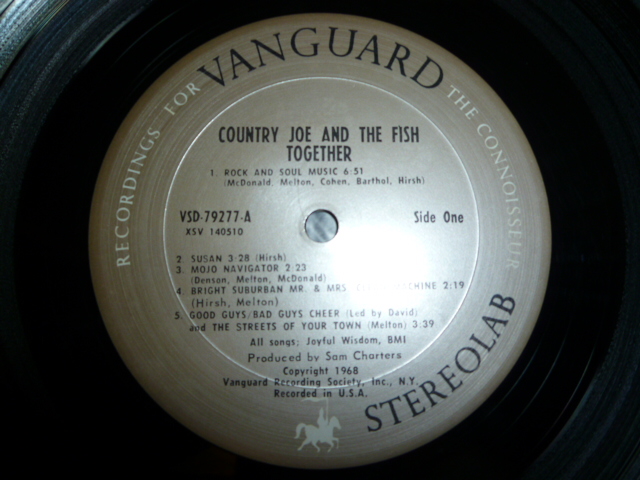 RECORDINGS FOR VANGUARD THE CONNOISSEUR
COUNTRY JOE AND THE FISH
TOGETHER
1. ROCK AND SOUL MUSIC 6:51
(McDonald, Melton, Cohen, Barthol, Hirsh)
VSD-79277-A Side One
XSV 140510
2. SUSAN 3:28 (Hirsh)
3. MOJO NAVIGATOR 2:23
(Denson, Melton, McDonald)
4. BRIGHT SUBURBAN MR. & MRS. MACHINE 2:19
(Hirsh, Melton)
5. GOOD GUYS/BAD GUYS CHEER (Led by David)
and THE STREETS OF YOUR TOWN (Melton) 3:39
All songs; Joyful Wisdom, BMI
Produced by Sam Charters
Copyright 1968
Vanguard Recording Society, Inc., N.Y.
Recorded in U.S.A.
STEREOLAB